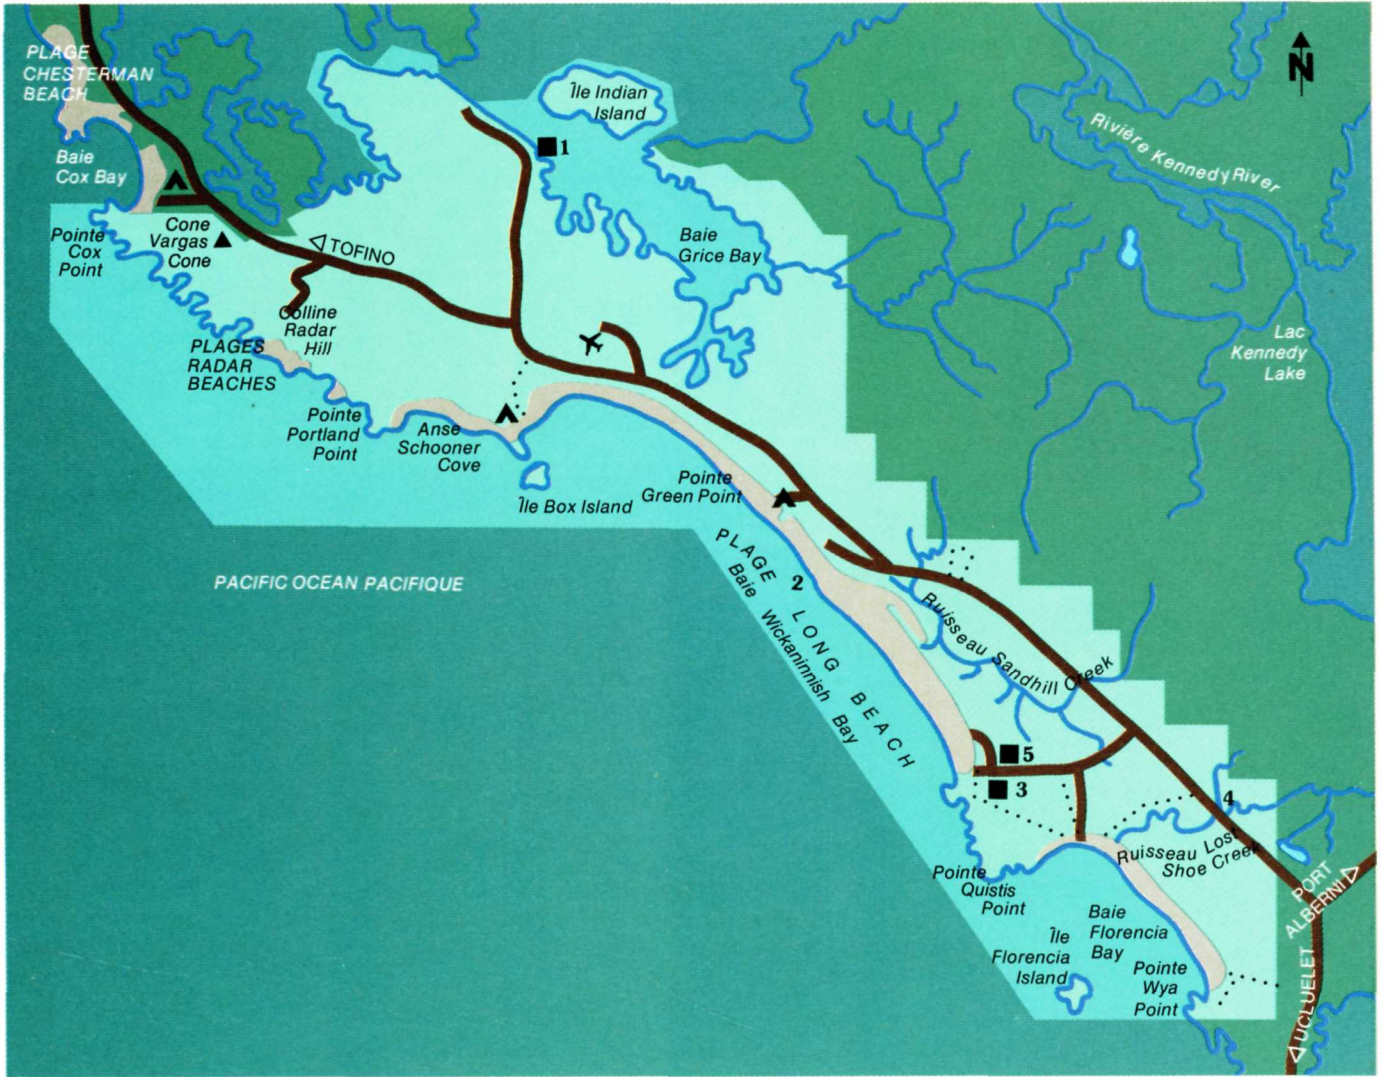 PLAGE
CHESTERMAN
BEACH
Baie
Cox Bay
Pointe
Cox
Point
Cone
Vargas
Cone
TOFINO
Colline
Radar
Hill
PLAGES
RADAR
BEACHES
Pointe
Portland
Point
Anse
Schooner
Cove
Île Box Island
Île Indian
Island
1
Baie
Grice Bay
N
Rivière Kennedy River
Lac
Kennedy
Lake
Pointe
Green Point
PLAGE LONG BEACH
2
Baie Wickaninnish Bay
PACIFIC OCEAN PACIFIQUE
Ruisseau Sandhill Creek
5
3
4
Ruisseau Lost
Shoe Creek
PORT
ALBERNI
UCLUELET
Pointe
Quistis
Point
Île
Florencia
Island
Baie
Florencia
Bay
Pointe
Wya
Point